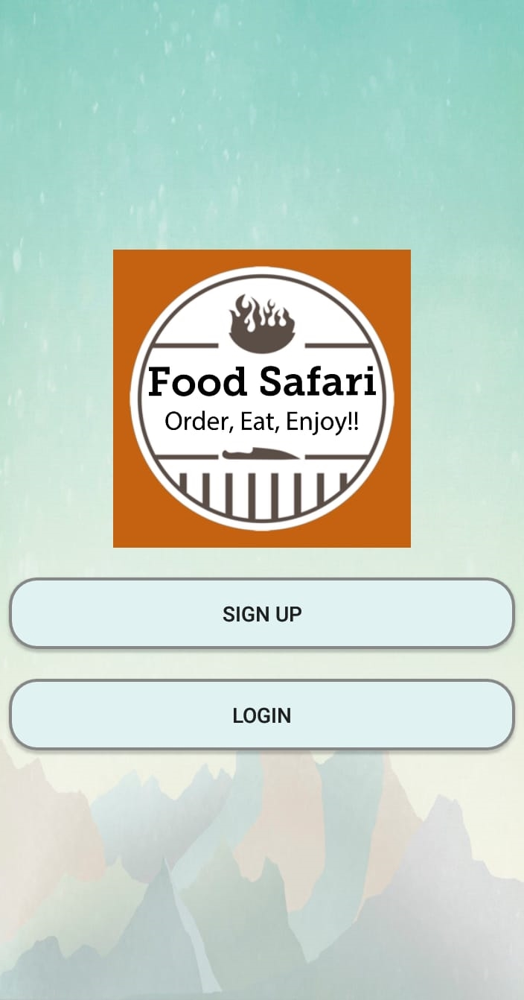 Food Safari
Order, Eat, Enjoy!!
SIGN UP
LOGIN